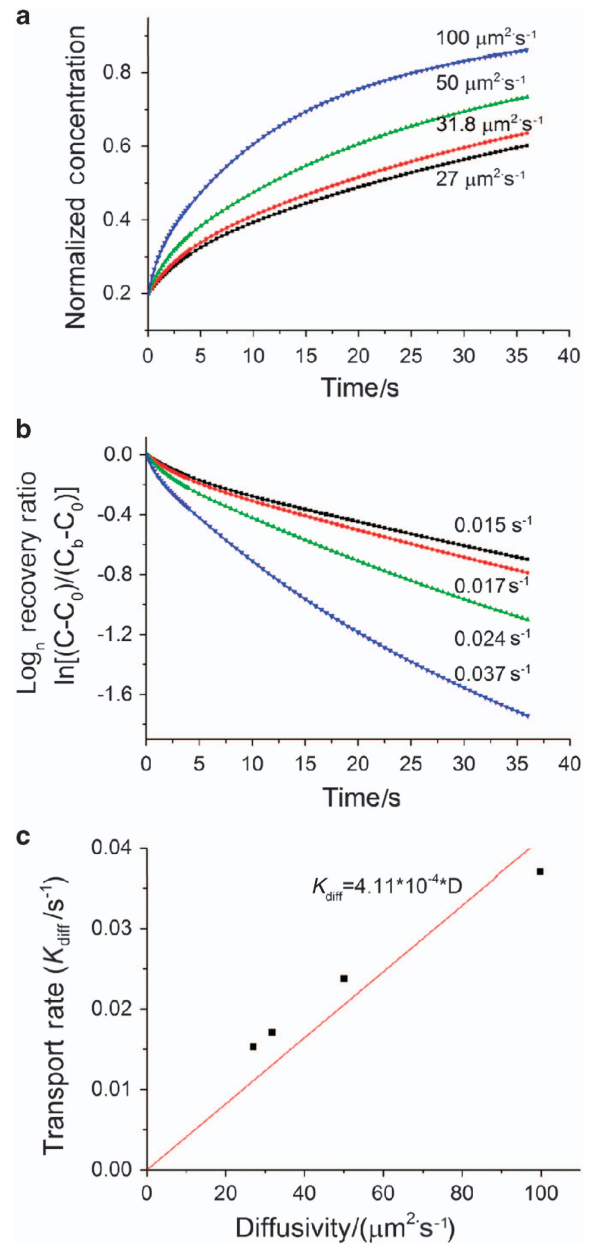 a
Normalized concentration
0.8
0.6
0.4
0.2
100 μm²·s⁻¹
50 μm²·s⁻¹
31.8 μm²·s⁻¹
27 μm²·s⁻¹
0 5 10 15 20 25 30 35 40
Time/s
b
Logₙ recovery ratio
ln[(C-C₀)/(C_b-C₀)]
0.0
-0.4
-0.8
-1.2
-1.6
0.015 s⁻¹
0.017 s⁻¹
0.024 s⁻¹
0.037 s⁻¹
0 5 10 15 20 25 30 35 40
Time/s
c
Transport rate (K_diff/s⁻¹)
0.04
0.03
0.02
0.01
0.00
K_diff=4.11*10⁻⁴*D
0 20 40 60 80 100
Diffusivity/(μm²·s⁻¹)